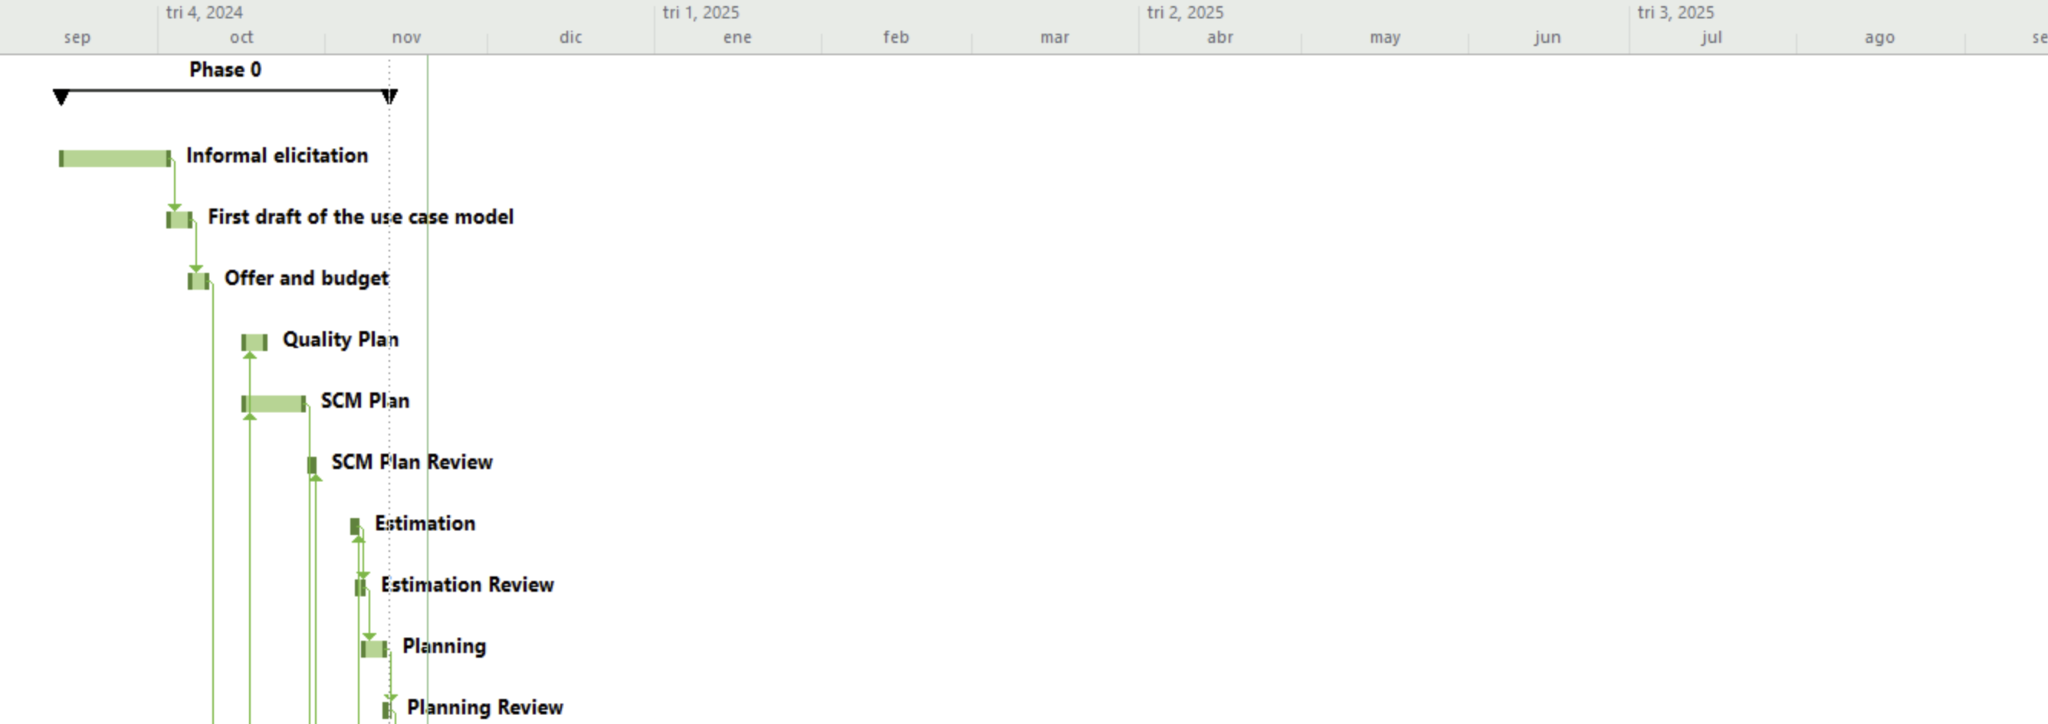 tri 4, 2024 tri 1, 2025 tri 2, 2025 tri 3, 2025
sep oct nov dic ene feb mar abr may jun jul ago se
Phase 0
Informal elicitation
First draft of the use case model
Offer and budget
Quality Plan
SCM Plan
SCM Plan Review
Estimation
Estimation Review
Planning
Planning Review